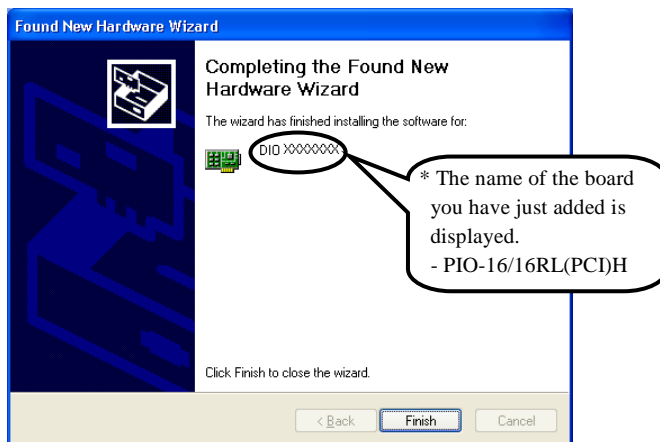 Found New Hardware Wizard
Completing the Found New
Hardware Wizard
The wizard has finished installing the software for:
DIO XXXXXXX
* The name of the board
you have just added is
displayed.
- PIO-16/16RL(PCI)H
Click Finish to close the wizard.
< Back
Finish
Cancel